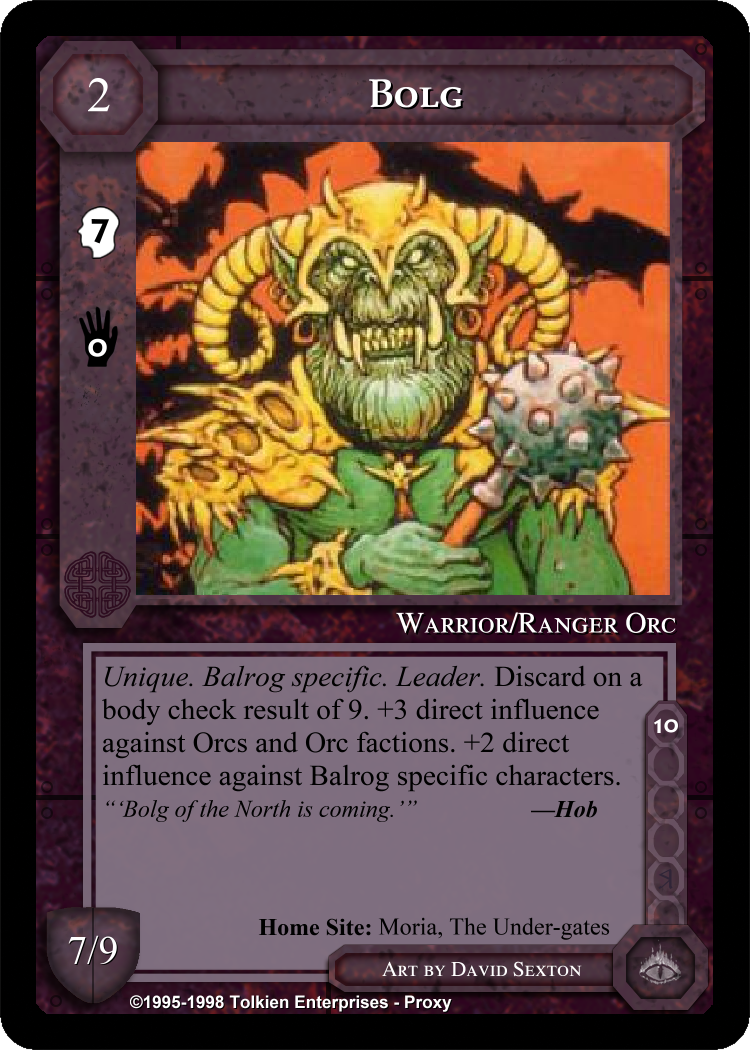 2
Bolg
7
0
Warrior/Ranger Orc
Unique. Balrog specific. Leader. Discard on a
body check result of 9. +3 direct influence
against Orcs and Orc factions. +2 direct
influence against Balrog specific characters.
“‘Bolg of the North is coming.’” —Hob
10
Home Site: Moria, The Under-gates
7/9
Art by David Sexton
©1995-1998 Tolkien Enterprises - Proxy